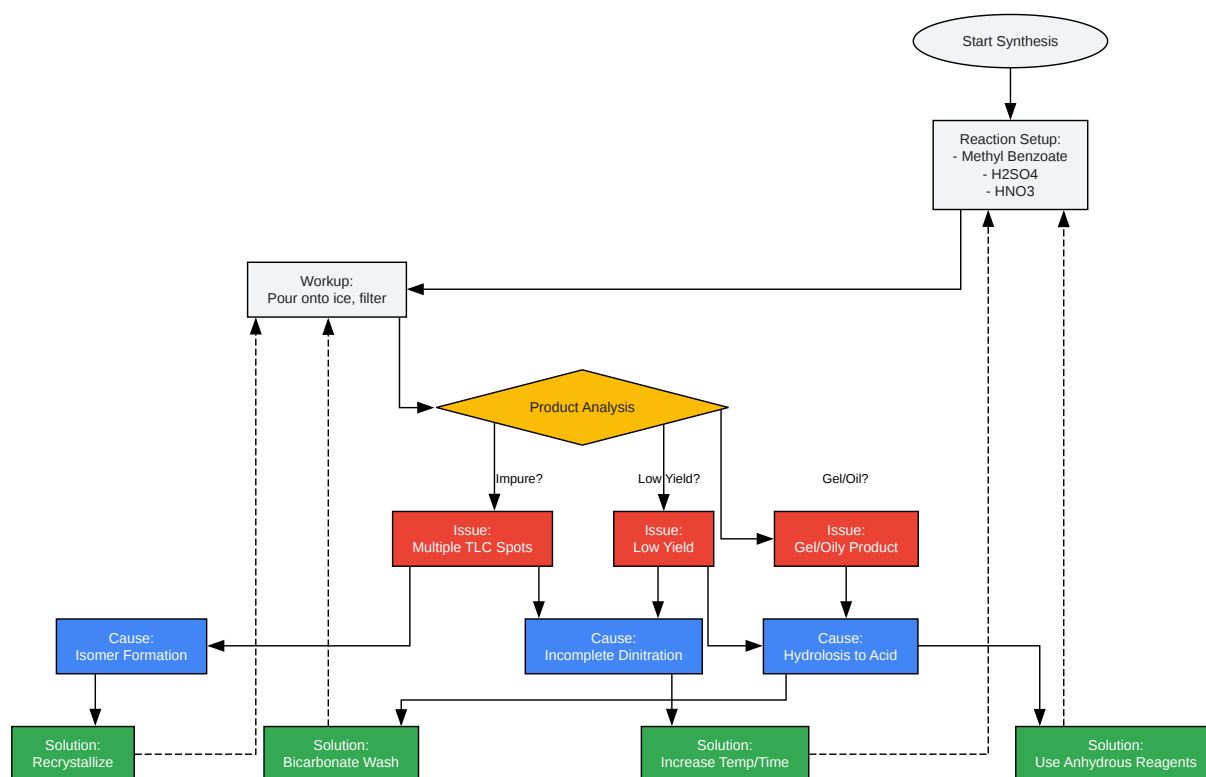 Start Synthesis
Reaction Setup:
- Methyl Benzoate
- H2SO4
- HNO3
Workup:
Pour onto ice, filter
Product Analysis
Impure?
Low Yield?
Gel/Oil?
Issue:
Multiple TLC Spots
Issue:
Low Yield
Issue:
Gel/Oily Product
Cause:
Isomer Formation
Cause:
Incomplete Dinitration
Cause:
Hydrolosis to Acid
Solution:
Recrystallize
Solution:
Bicarbonate Wash
Solution:
Increase Temp/Time
Solution:
Use Anhydrous Reagents